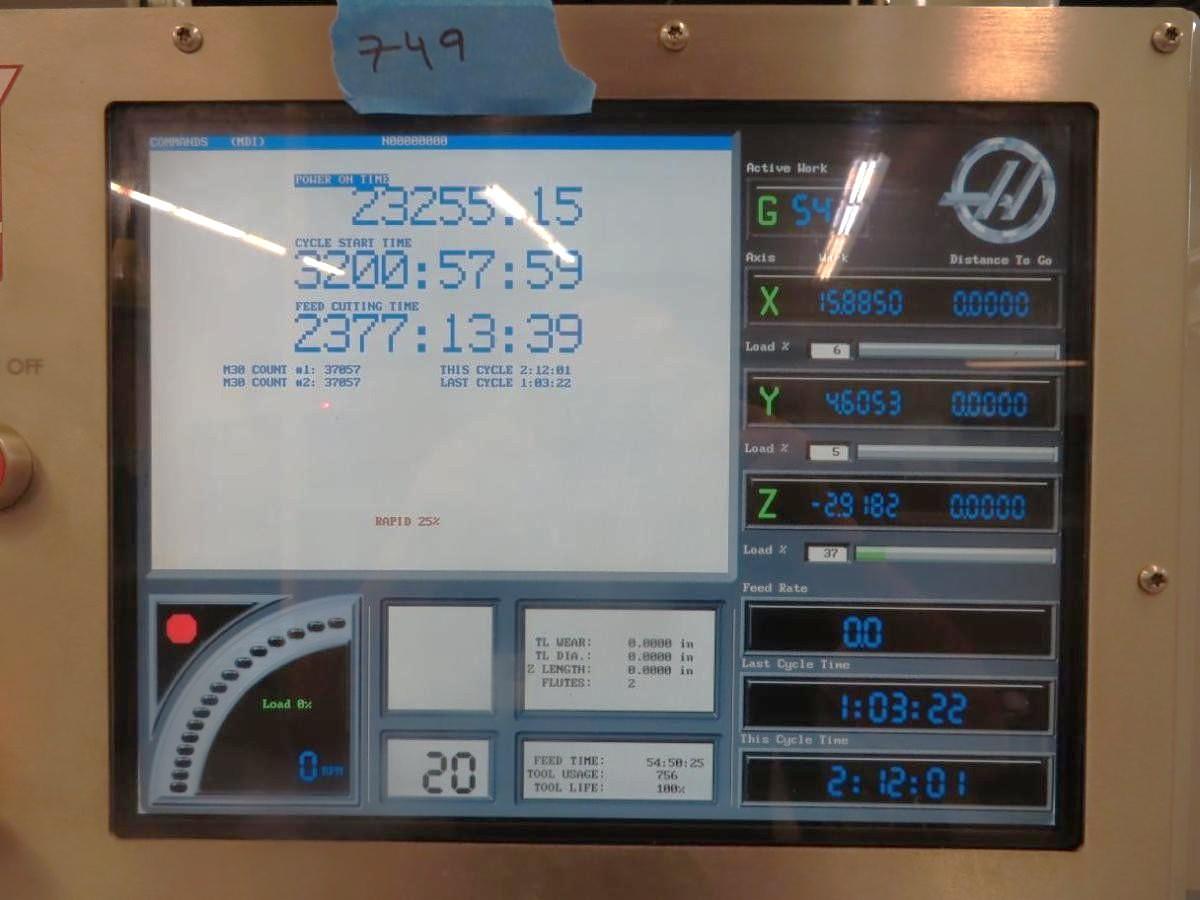 749
COMMANDS (MDI) N00000000
POWER ON TIME
23255:15
CYCLE START TIME
3200:57:59
FEED CUTTING TIME
2377:13:39
M30 COUNT #1: 37057 THIS CYCLE 2:12:01
M30 COUNT #2: 37057 LAST CYCLE 1:03:22
RAPID 25%
Active Work
G 54
Axis Work Distance To Go
X 15.8850 0.0000
Load % 6
Y 4.6053 0.0000
Load % 5
Z -2.9182 0.0000
Load % 37
Feed Rate
0.0
Last Cycle Time
1:03:22
This Cycle Time
2:12:01
Load 0%
0 RPM
20
TL WEAR: 0.0000 in
TL DIA.: 0.0000 in
Z LENGTH: 0.0000 in
FLUTES: 2
FEED TIME: 54:50:25
TOOL USAGE: 756
TOOL LIFE: 100%
OFF